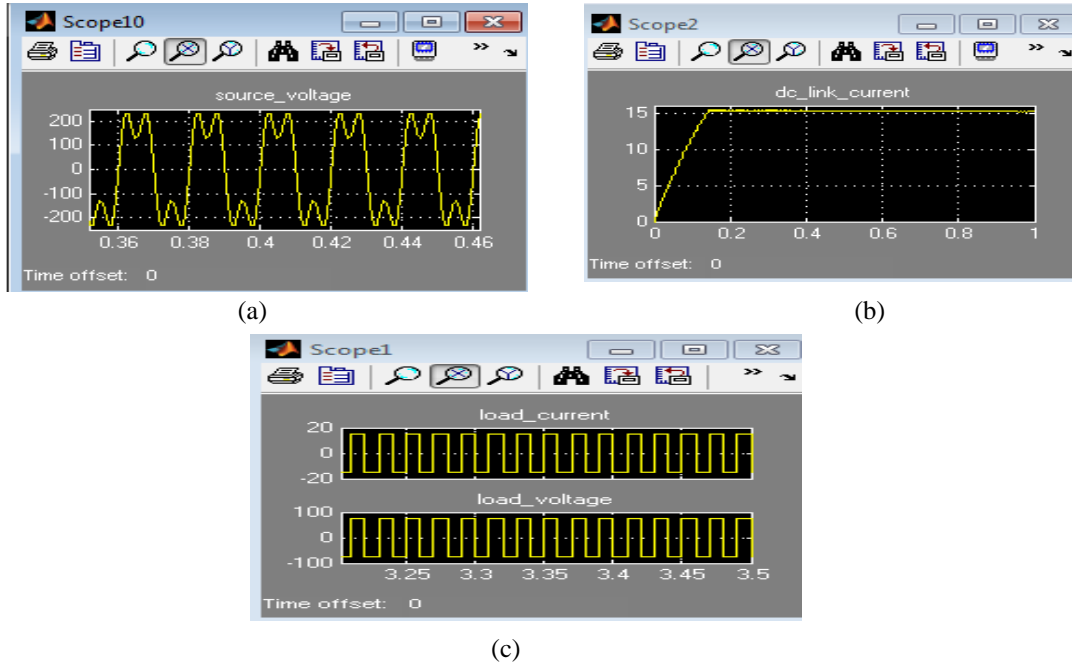 Scope10
source_voltage
200
100
0
-100
-200
0.36 0.38 0.4 0.42 0.44 0.46
Time offset: 0
(a)
Scope2
dc_link_current
15
10
5
0
0 0.2 0.4 0.6 0.8 1
Time offset: 0
(b)
Scope1
load_current
20
0
-20
load_voltage
100
0
-100
3.25 3.3 3.35 3.4 3.45 3.5
Time offset: 0
(c)